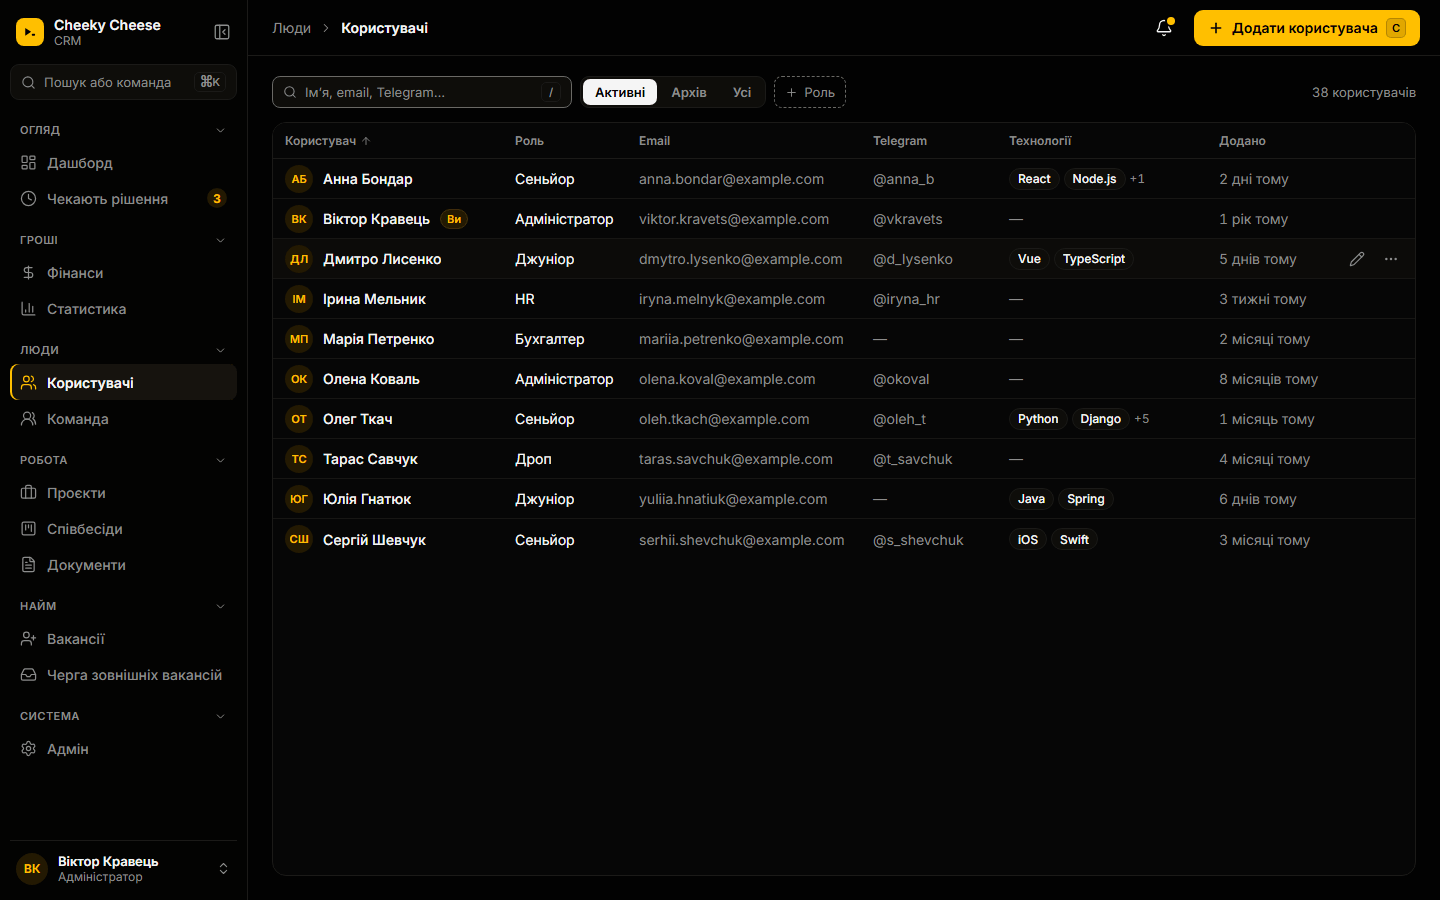 Cheeky Cheese
CRM
Пошук або команда ⌘K
ОГЛЯД
Дашборд
Чекають рішення 3
ГРОШІ
Фінанси
Статистика
ЛЮДИ
Користувачі
Команда
РОБОТА
Проєкти
Співбесіди
Документи
НАЙМ
Вакансії
Черга зовнішніх вакансій
СИСТЕМА
Адмін
ВК Віктор Кравець
Адміністратор
Люди > Користувачі
+ Додати користувача C
Ім'я, email, Telegram... /
Активні Архів Усі
+ Роль
38 користувачів
Користувач ↑ Роль Email Telegram Технології Додано
АБ Анна Бондар Сеньйор anna.bondar@example.com @anna_b React Node.js +1 2 дні тому
ВК Віктор Кравець Ви Адміністратор viktor.kravets@example.com @vkravets — 1 рік тому
ДЛ Дмитро Лисенко Джуніор dmytro.lysenko@example.com @d_lysenko Vue TypeScript 5 днів тому
ІМ Ірина Мельник HR iryna.melnyk@example.com @iryna_hr — 3 тижні тому
МП Марія Петренко Бухгалтер mariia.petrenko@example.com — — 2 місяці тому
ОК Олена Коваль Адміністратор olena.koval@example.com @okoval — 8 місяців тому
ОТ Олег Ткач Сеньйор oleh.tkach@example.com @oleh_t Python Django +5 1 місяць тому
ТС Тарас Савчук Дроп taras.savchuk@example.com @t_savchuk — 4 місяці тому
ЮГ Юлія Гнатюк Джуніор yuliia.hnatiuk@example.com — Java Spring 6 днів тому
СШ Сергій Шевчук Сеньйор serhii.shevchuk@example.com @s_shevchuk iOS Swift 3 місяці тому